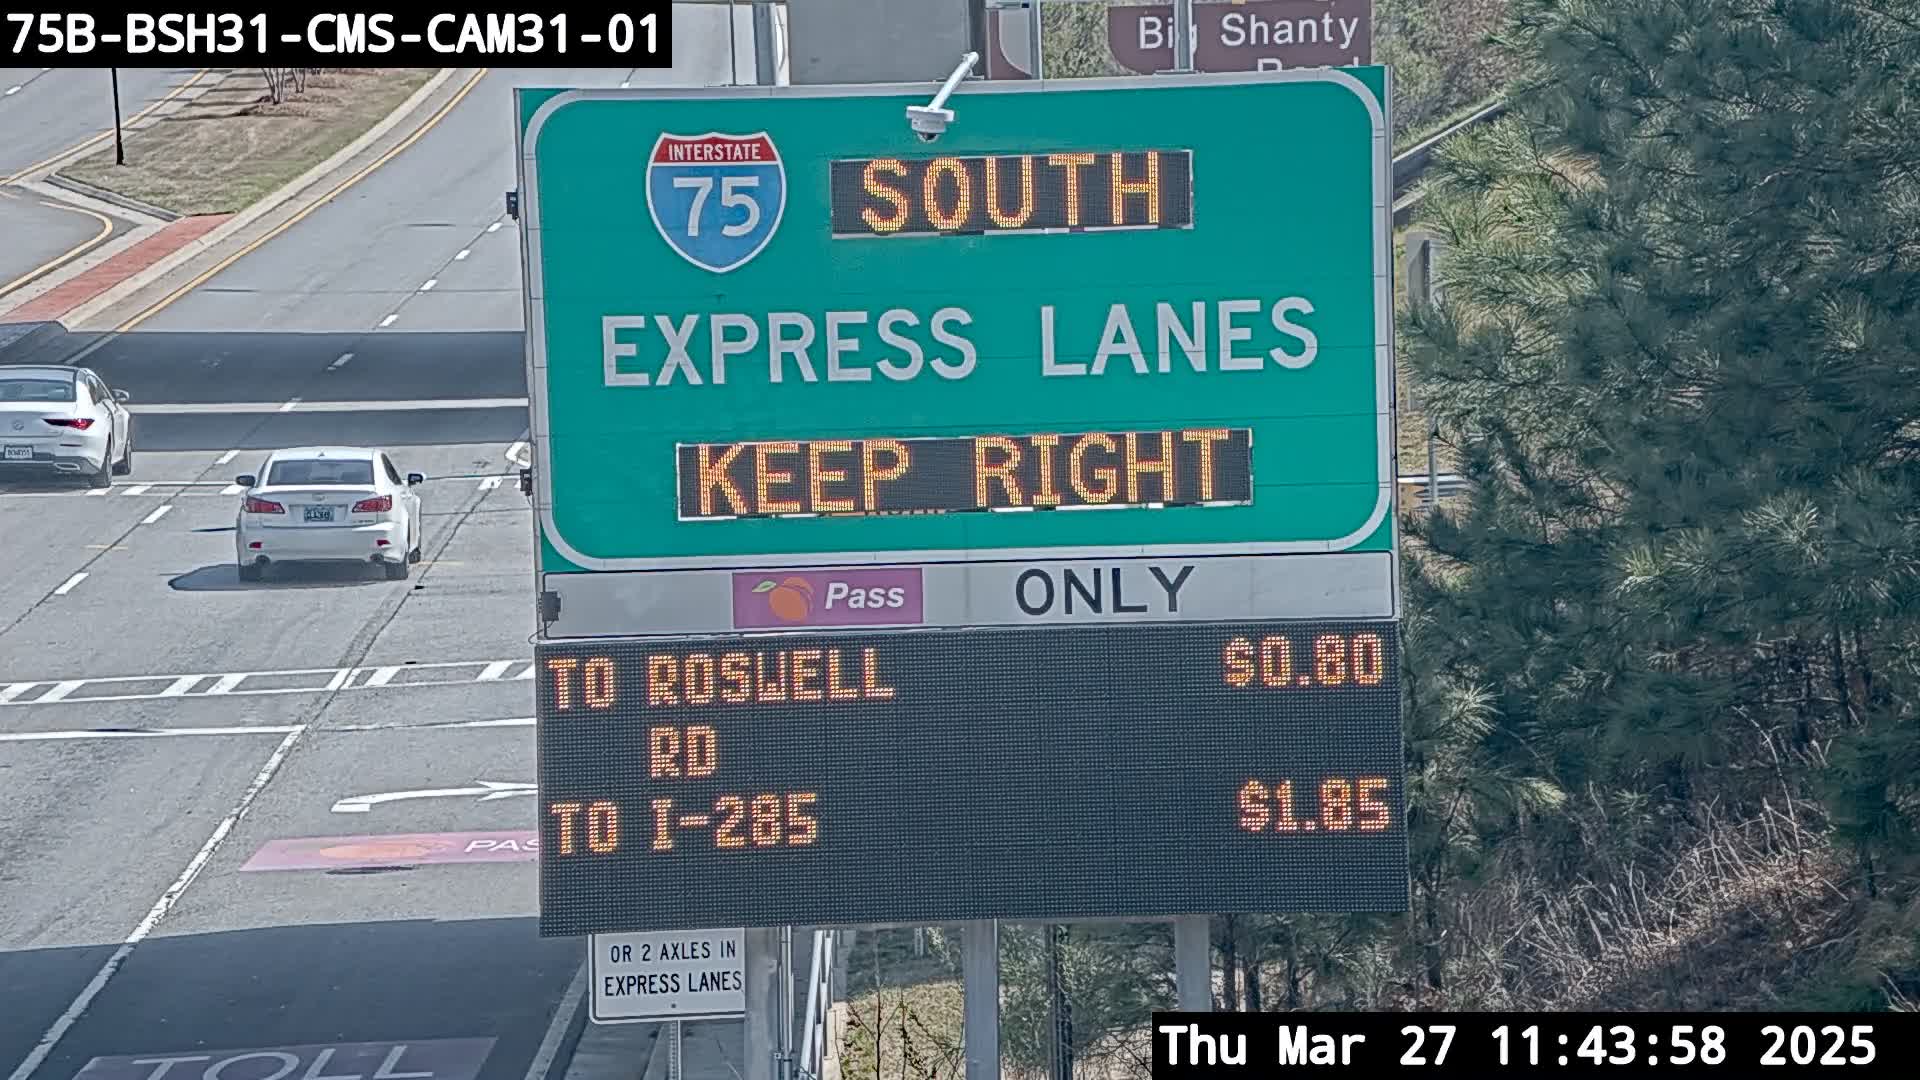 75B-BSH31-CMS-CAM31-01
Big Shanty
Road
INTERSTATE
75
SOUTH
EXPRESS LANES
KEEP RIGHT
Pass ONLY
TO ROSWELL $0.80
RD
TO I-285 $1.85
OR 2 AXLES IN
EXPRESS LANES
TOLL
Thu Mar 27 11:43:58 2025